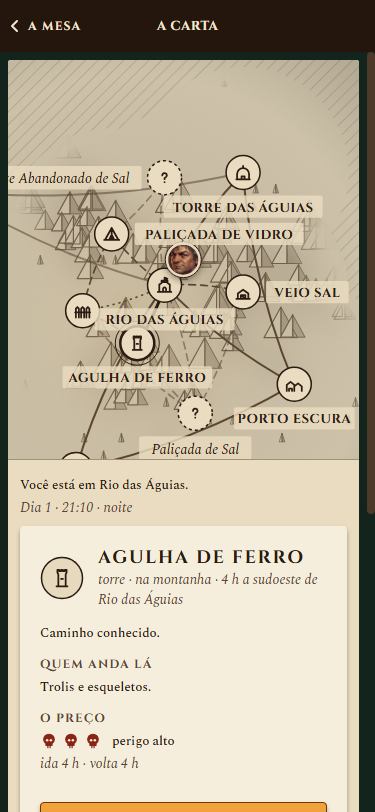 A MESA
A CARTA
e Abandonado de Sal
?
TORRE DAS ÁGUIAS
PALIÇADA DE VIDRO
VEIO SAL
RIO DAS ÁGUIAS
AGULHA DE FERRO
?
PORTO ESCURA
Paliçada de Sal
Você está em Rio das Águias.
Dia 1 · 21:10 · noite
AGULHA DE FERRO
torre · na montanha · 4 h a sudoeste de
Rio das Águias
Caminho conhecido.
QUEM ANDA LÁ
Trolis e esqueletos.
O PREÇO
perigo alto
ida 4 h · volta 4 h